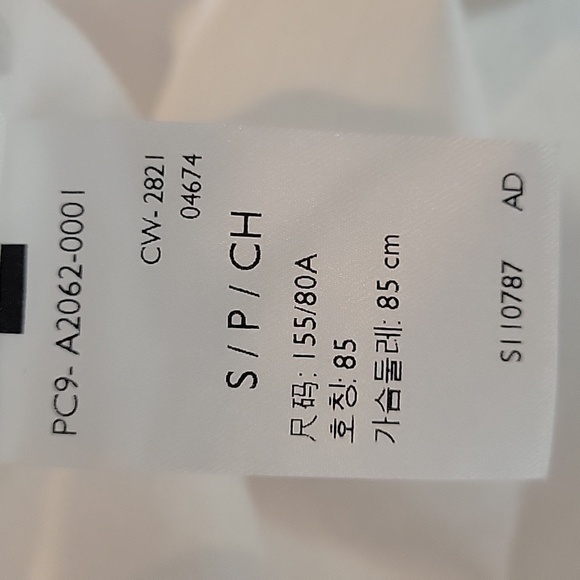 PC9- A2062-0001
CW- 2821
04674
S / P / CH
尺码: 155/80A
호칭: 85
가슴둘레: 85 cm
S110787 AD